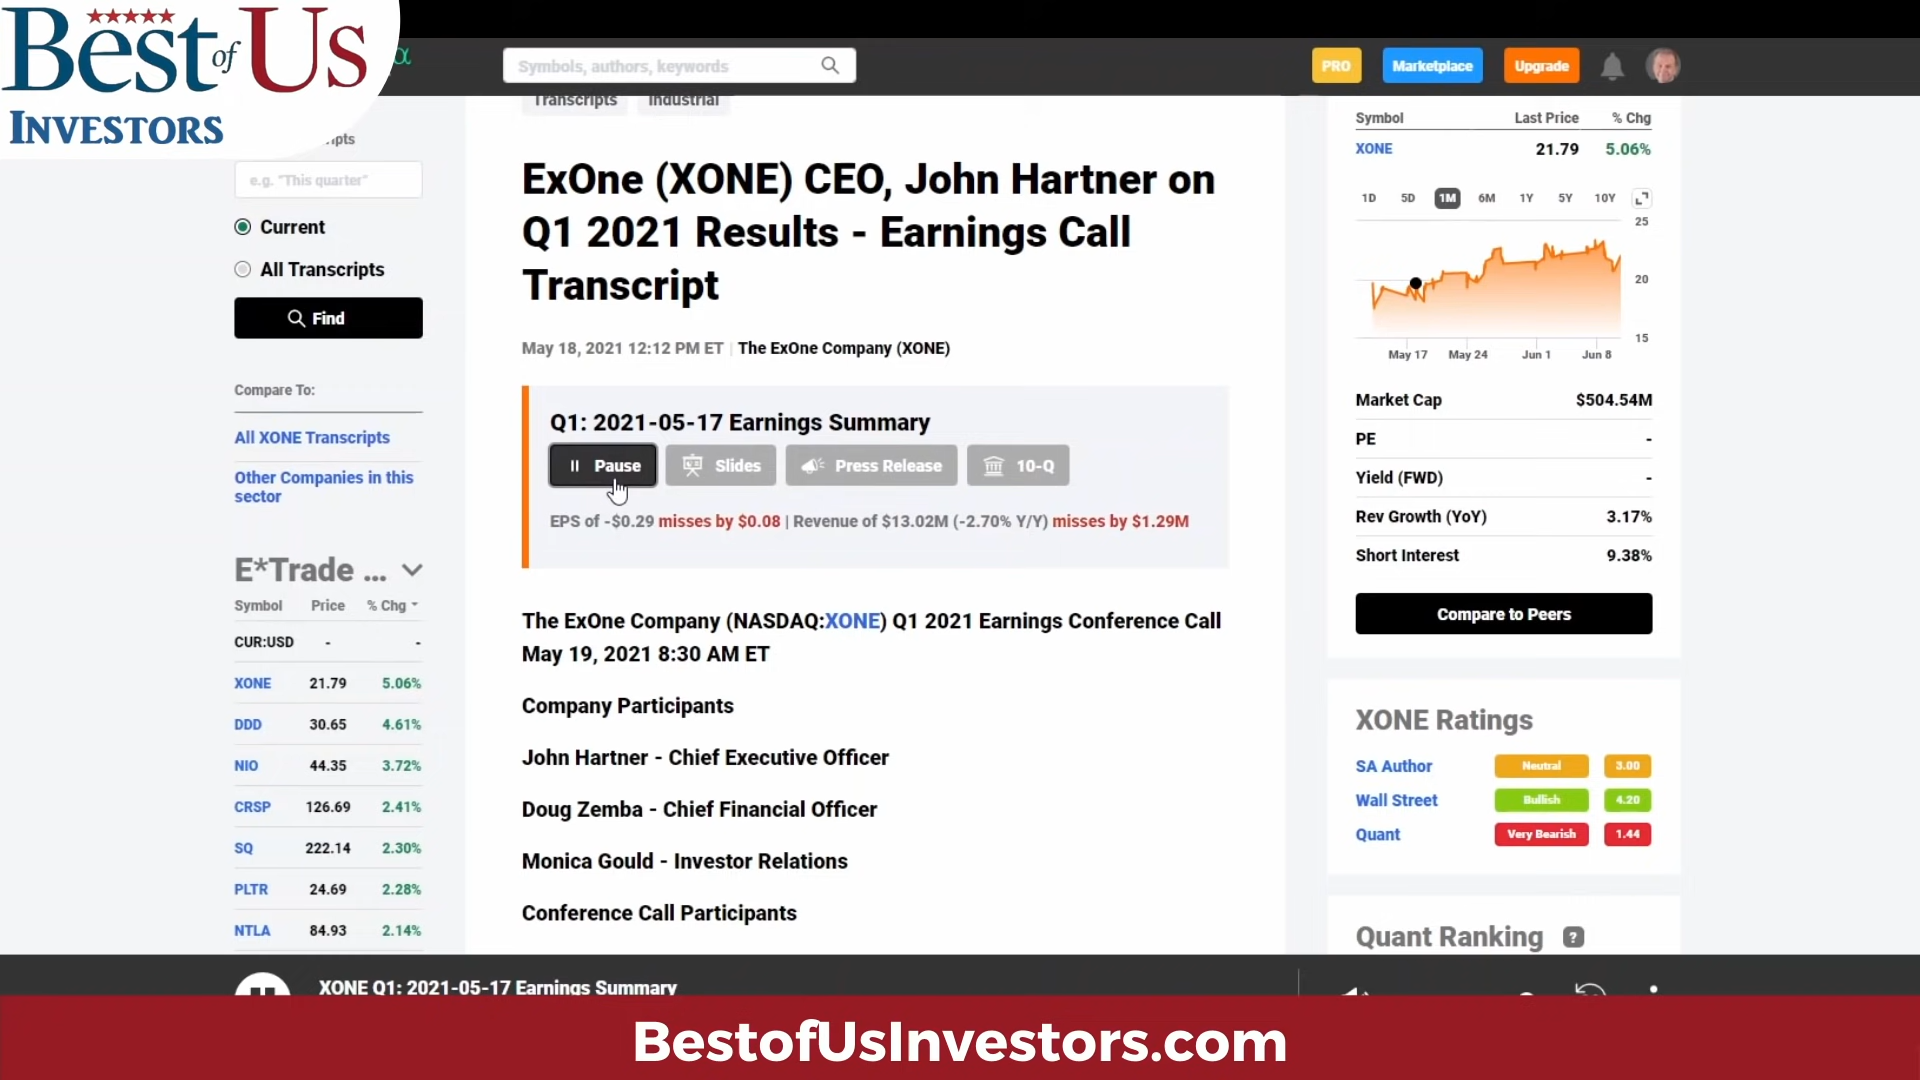 Best of Us
INVESTORS
α
Symbols, authors, keywords
PRO
Marketplace
Upgrade
e.g. "This quarter"
Current
All Transcripts
Find
Compare To:
All XONE Transcripts
Other Companies in this
sector
E*Trade ...
Symbol Price % Chg
CUR:USD - -
XONE 21.79 5.06%
DDD 30.65 4.61%
NIO 44.35 3.72%
CRSP 126.69 2.41%
SQ 222.14 2.30%
PLTR 24.69 2.28%
NTLA 84.93 2.14%
Transcripts Industrial
ExOne (XONE) CEO, John Hartner on
Q1 2021 Results - Earnings Call
Transcript
May 18, 2021 12:12 PM ET | The ExOne Company (XONE)
Q1: 2021-05-17 Earnings Summary
Pause Slides Press Release 10-Q
EPS of -$0.29 misses by $0.08 | Revenue of $13.02M (-2.70% Y/Y) misses by $1.29M
The ExOne Company (NASDAQ:XONE) Q1 2021 Earnings Conference Call
May 19, 2021 8:30 AM ET
Company Participants
John Hartner - Chief Executive Officer
Doug Zemba - Chief Financial Officer
Monica Gould - Investor Relations
Conference Call Participants
Symbol Last Price % Chg
XONE 21.79 5.06%
1D 5D 1M 6M 1Y 5Y 10Y
25
20
15
May 17 May 24 Jun 1 Jun 8
Market Cap $504.54M
PE -
Yield (FWD) -
Rev Growth (YoY) 3.17%
Short Interest 9.38%
Compare to Peers
XONE Ratings
SA Author Neutral 3.00
Wall Street Bullish 4.20
Quant Very Bearish 1.44
Quant Ranking ?
XONE Q1: 2021-05-17 Earnings Summary
BestofUsInvestors.com